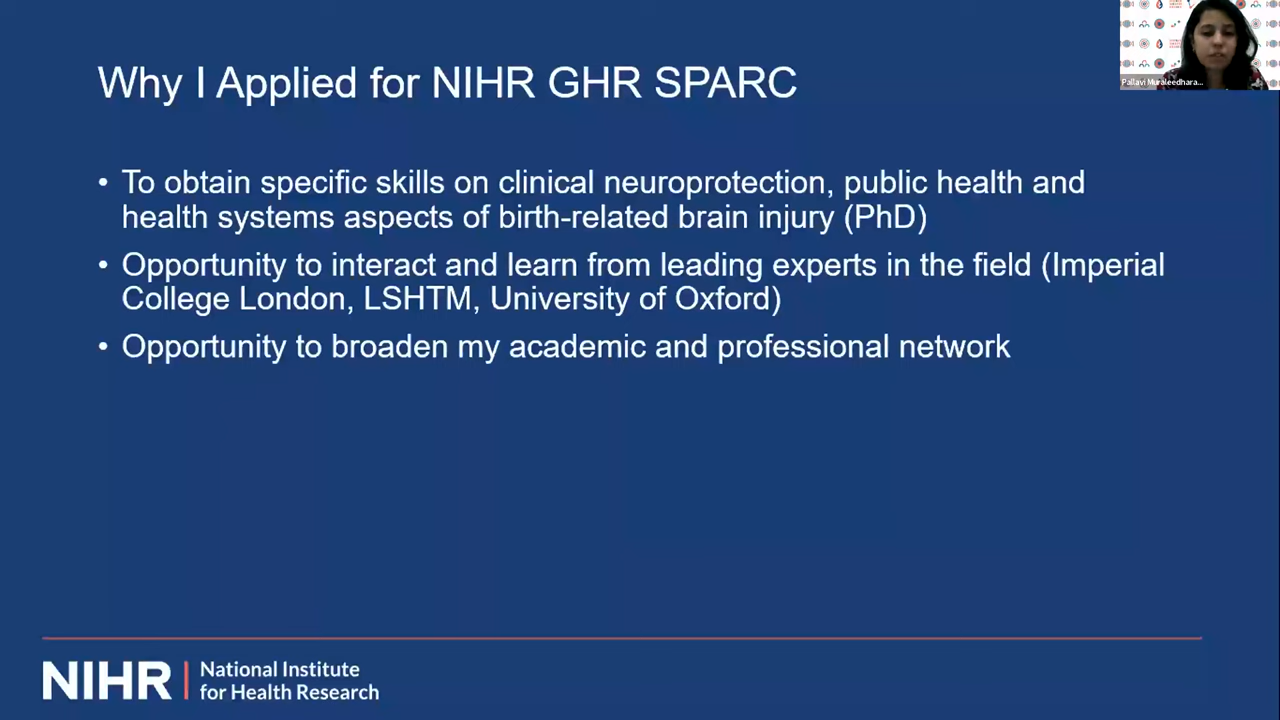 Why I Applied for NIHR GHR SPARC
Pallavi Muraleedhara...
• To obtain specific skills on clinical neuroprotection, public health and
health systems aspects of birth-related brain injury (PhD)
• Opportunity to interact and learn from leading experts in the field (Imperial
College London, LSHTM, University of Oxford)
• Opportunity to broaden my academic and professional network
NIHR | National Institute
for Health Research